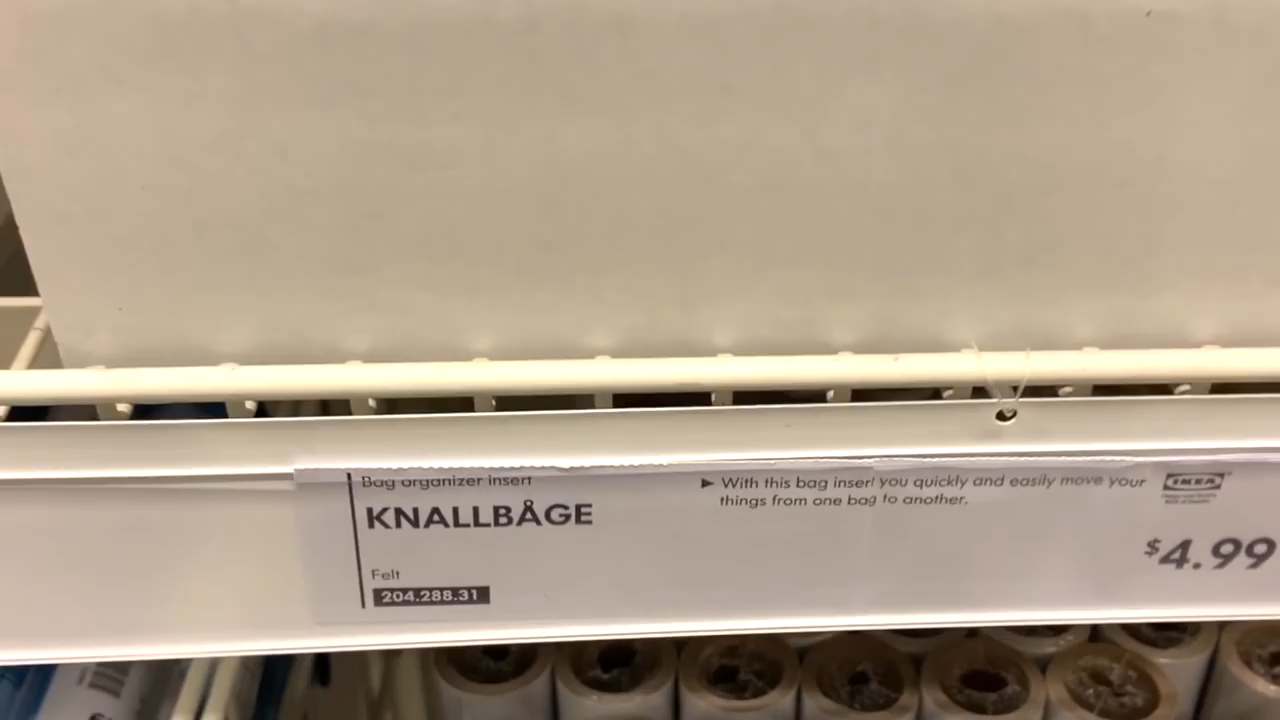 Bag organizer insert
KNALLBÅGE
Felt
204.288.31
► With this bag insert you quickly and easily move your
things from one bag to another.
IKEA
$4.99